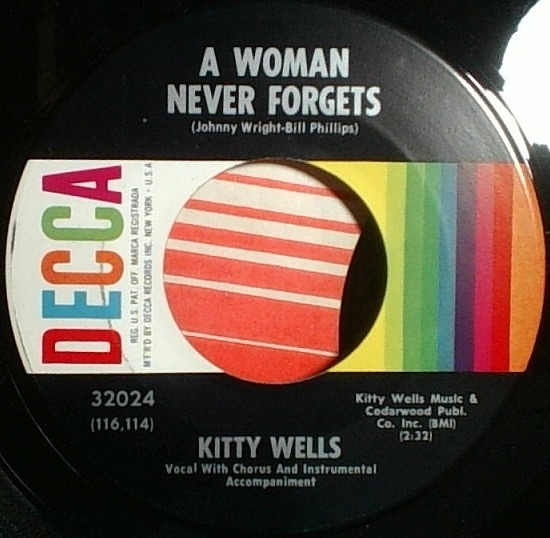 A WOMAN
NEVER FORGETS
(Johnny Wright-Bill Phillips)
DECCA
REG. U.S. PAT. OFF. MARCA REGISTRADA
M'F'R'D BY DECCA RECORDS INC. NEW YORK • U.S.A
32024
(116,114)
Kitty Wells Music &
Cedarwood Publ.
Co. Inc. (BMI)
(2:32)
KITTY WELLS
Vocal With Chorus And Instrumental
Accompaniment